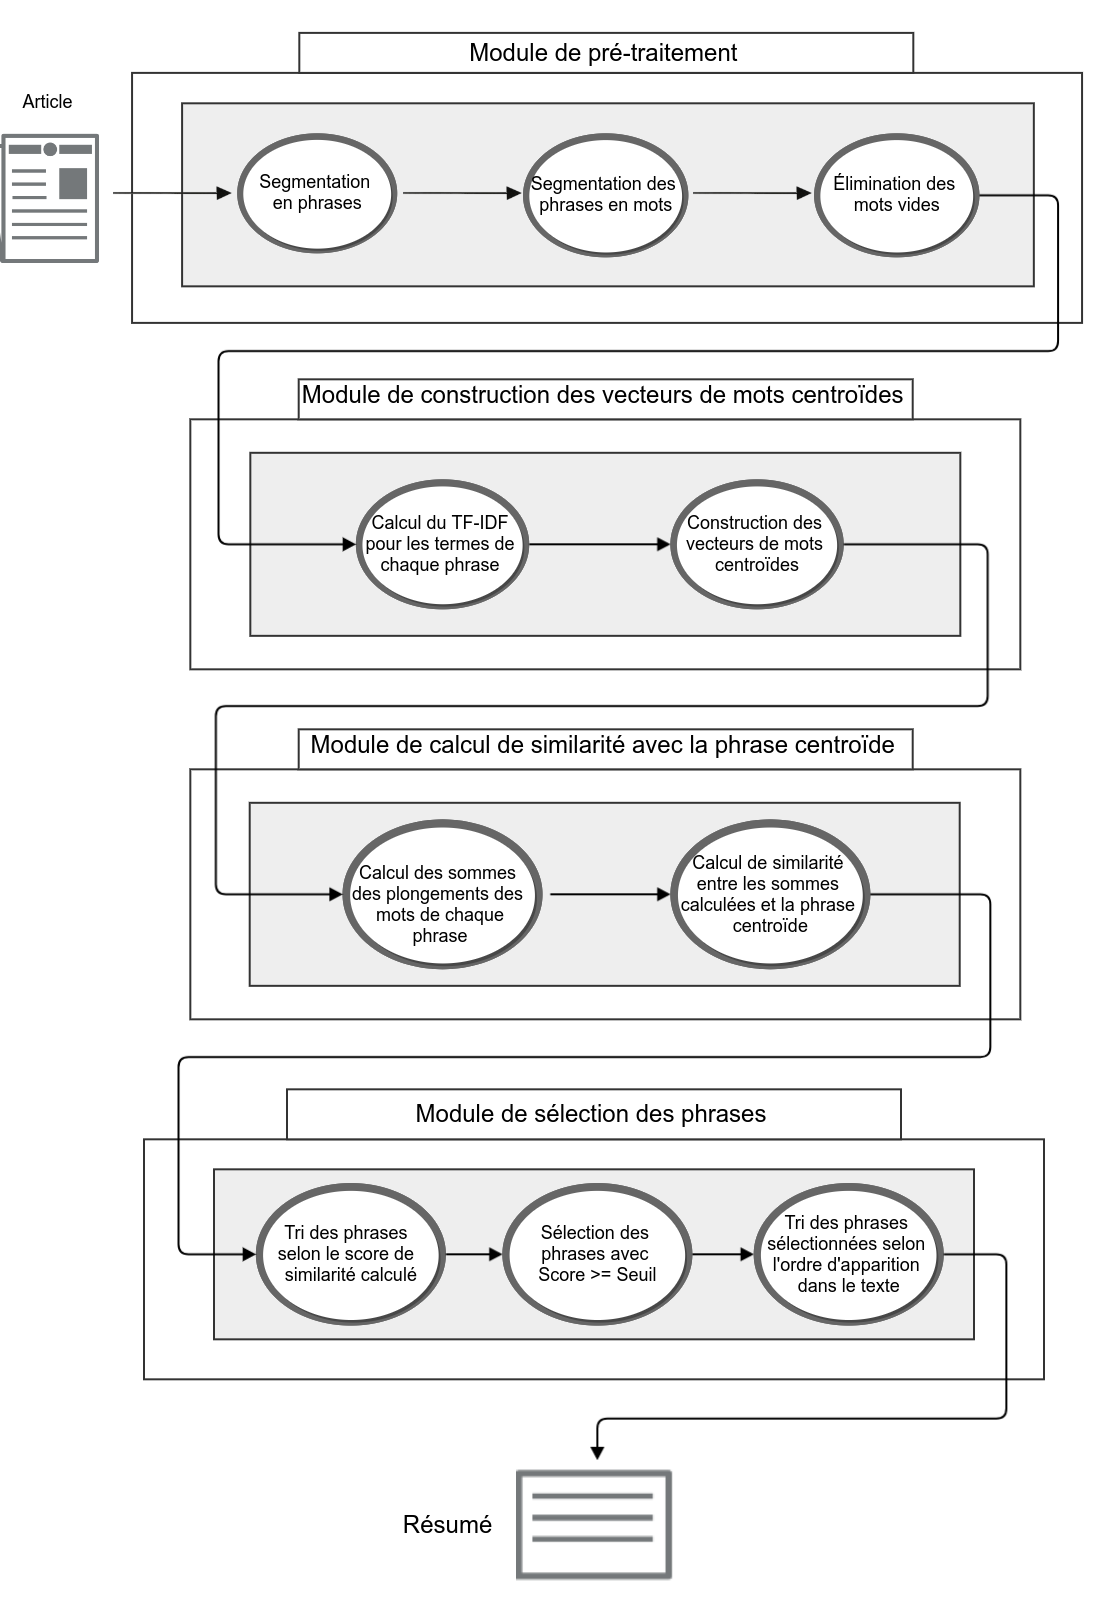 Module de pré-traitement
Article
Segmentation
en phrases
Segmentation des
phrases en mots
Élimination des
mots vides
Module de construction des vecteurs de mots centroïdes
Calcul du TF-IDF
pour les termes de
chaque phrase
Construction des
vecteurs de mots
centroïdes
Module de calcul de similarité avec la phrase centroïde
Calcul des sommes
des plongements des
mots de chaque
phrase
Calcul de similarité
entre les sommes
calculées et la phrase
centroïde
Module de sélection des phrases
Tri des phrases
selon le score de
similarité calculé
Sélection des
phrases avec
Score >= Seuil
Tri des phrases
sélectionnées selon
l'ordre d'apparition
dans le texte
Résumé